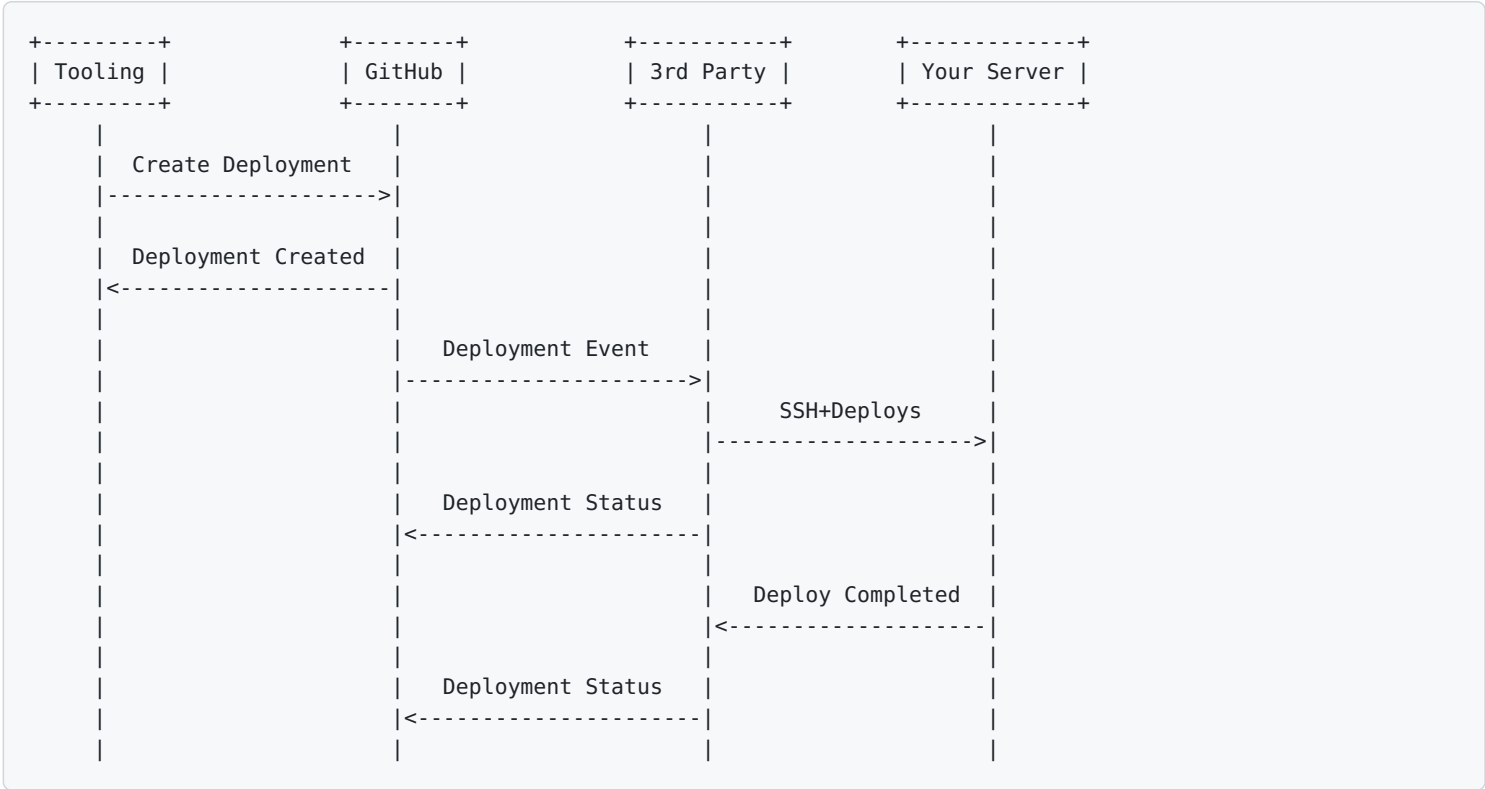 +---------+             +--------+            +-----------+        +-------------+
| Tooling |             | GitHub |            | 3rd Party |        | Your Server |
+---------+             +--------+            +-----------+        +-------------+
     |                      |                       |                     |
     |  Create Deployment   |                       |                     |
     |--------------------->|                       |                     |
     |                      |                       |                     |
     |  Deployment Created  |                       |                     |
     |<---------------------|                       |                     |
     |                      |                       |                     |
     |                      |   Deployment Event    |                     |
     |                      |---------------------->|                     |
     |                      |                       |     SSH+Deploys     |
     |                      |                       |-------------------->|
     |                      |                       |                     |
     |                      |   Deployment Status   |                     |
     |                      |<----------------------|                     |
     |                      |                       |                     |
     |                      |                       |   Deploy Completed  |
     |                      |                       |<--------------------|
     |                      |                       |                     |
     |                      |   Deployment Status   |                     |
     |                      |<----------------------|                     |
     |                      |                       |                     |